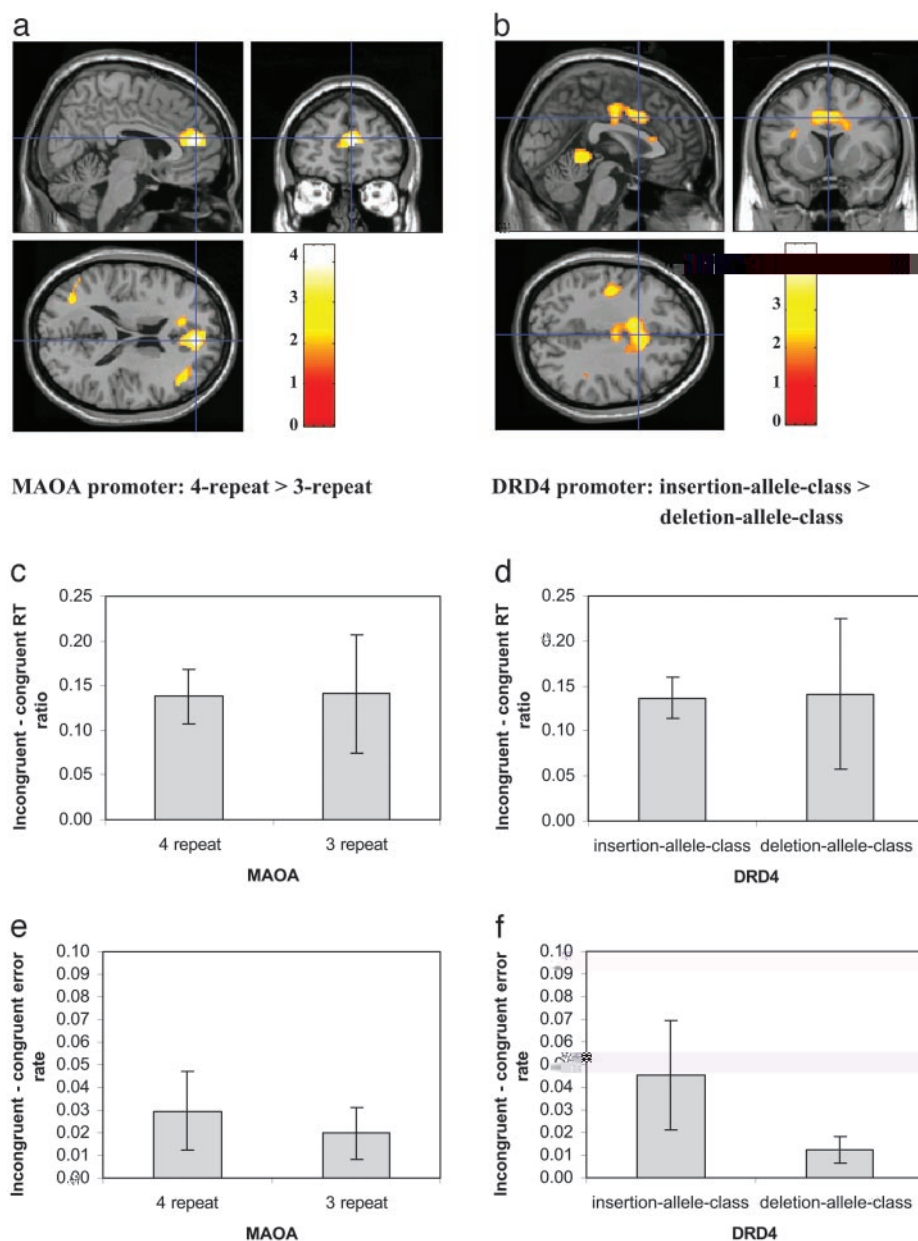 a
b
4
3
2
1
0
3
2
1
0
MAOA promoter: 4-repeat > 3-repeat
DRD4 promoter: insertion-allele-class >
deletion-allele-class
c
Incongruent - congruent RT
ratio
0.25
0.20
0.15
0.10
0.05
0.00
4 repeat
3 repeat
MAOA
d
Incongruent - congruent RT
ratio
0.25
0.20
0.15
0.10
0.05
0.00
insertion-allele-class
deletion-allele-class
DRD4
e
Incongruent - congruent error
rate
0.10
0.09
0.08
0.07
0.06
0.05
0.04
0.03
0.02
0.01
0.00
4 repeat
3 repeat
MAOA
f
Incongruent - congruent error
rate
0.10
0.09
0.08
0.07
0.06
0.04
0.03
0.02
0.01
0.00
insertion-allele-class
deletion-allele-class
DRD4